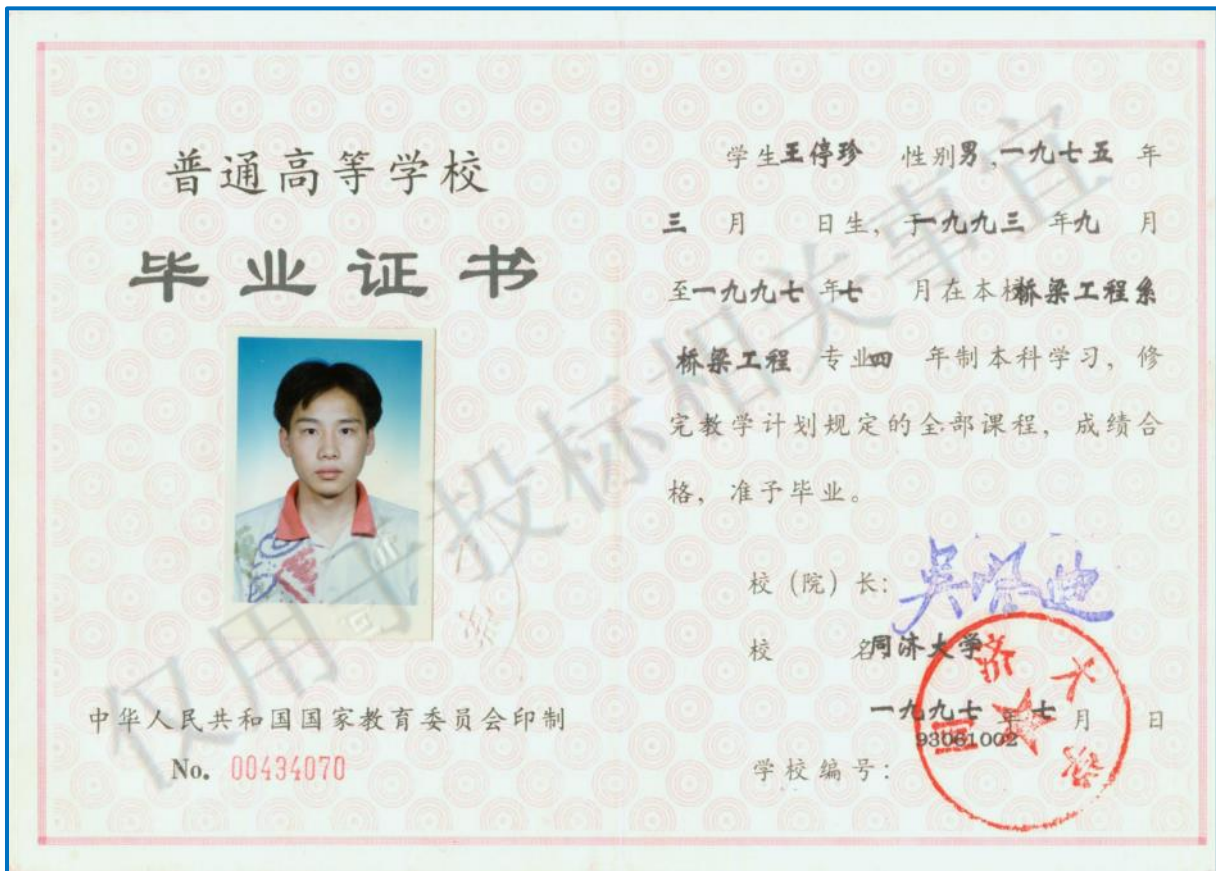 普通高等学校
毕业证书
中华人民共和国国家教育委员会印制
No. 00434070
学生王停珍 性别男,一九七五 年
三 月 日生, 于一九九三 年九 月
至一九九七 年七 月在本校桥梁工程系
桥梁工程 专业四 年制本科学习, 修
完教学计划规定的全部课程, 成绩合
格, 准予毕业。
校(院)长: 吴启迪
校 名: 同济大学
一九九七 年 七 月 日
93061002
学校编号:
仅用于投标相关事宜